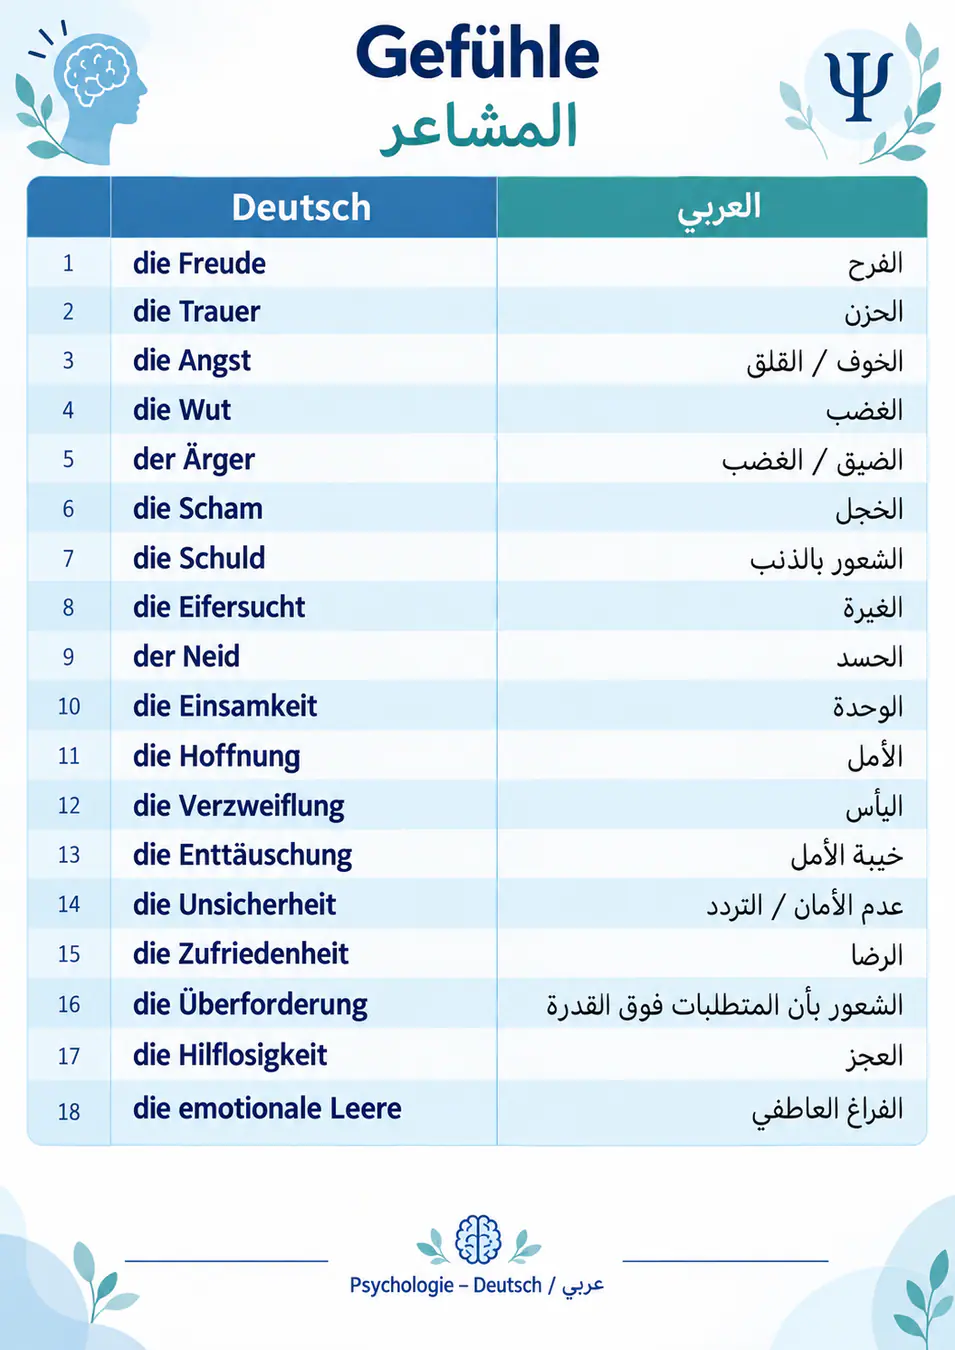 Gefühle
المشاعر
Deutsch العربي
1 die Freude الفرح
2 die Trauer الحزن
3 die Angst الخوف / القلق
4 die Wut الغضب
5 der Ärger الضيق / الغضب
6 die Scham الخجل
7 die Schuld الشعور بالذنب
8 die Eifersucht الغيرة
9 der Neid الحسد
10 die Einsamkeit الوحدة
11 die Hoffnung الأمل
12 die Verzweiflung اليأس
13 die Enttäuschung خيبة الأمل
14 die Unsicherheit عدم الأمان / التردد
15 die Zufriedenheit الرضا
16 die Überforderung الشعور بأن المتطلبات فوق القدرة
17 die Hilflosigkeit العجز
18 die emotionale Leere الفراغ العاطفي
Psychologie – Deutsch / عربي